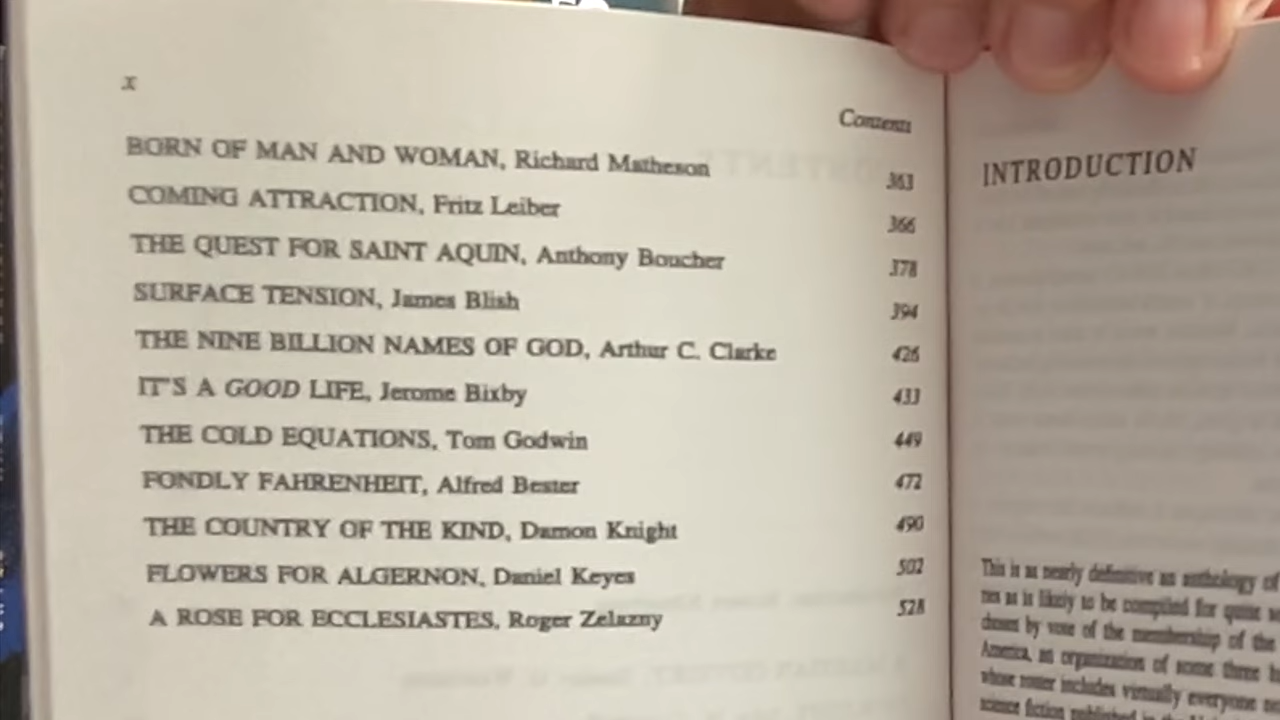 x
Contents
BORN OF MAN AND WOMAN, Richard Matheson 363
COMING ATTRACTION, Fritz Leiber 366
THE QUEST FOR SAINT AQUIN, Anthony Boucher 378
SURFACE TENSION, James Blish 394
THE NINE BILLION NAMES OF GOD, Arthur C. Clarke 426
IT'S A GOOD LIFE, Jerome Bixby 433
THE COLD EQUATIONS, Tom Godwin 449
FONDLY FAHRENHEIT, Alfred Bester 472
THE COUNTRY OF THE KIND, Damon Knight 490
FLOWERS FOR ALGERNON, Daniel Keyes 502
A ROSE FOR ECCLESIASTES, Roger Zelazny 528
INTRODUCTION
This is as nearly definitive an anthology of
ries as is likely to be compiled for quite
chosen by vote of the membership of the
America, an organization of some three
whose roster includes virtually everyone
science fiction published in the